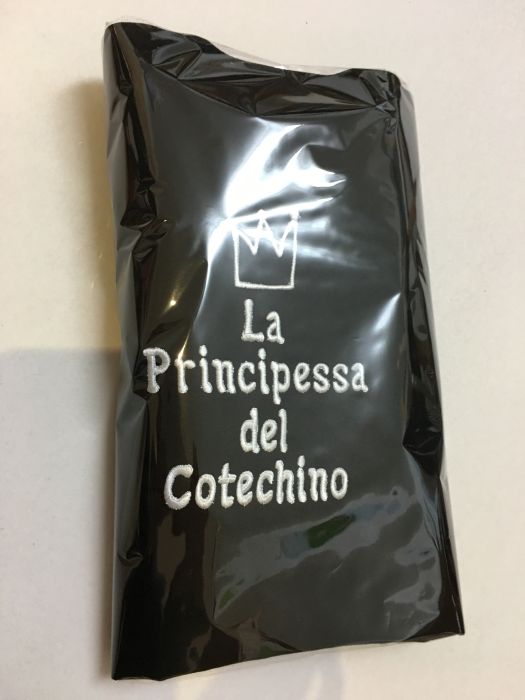 La
Principessa
del
Cotechino